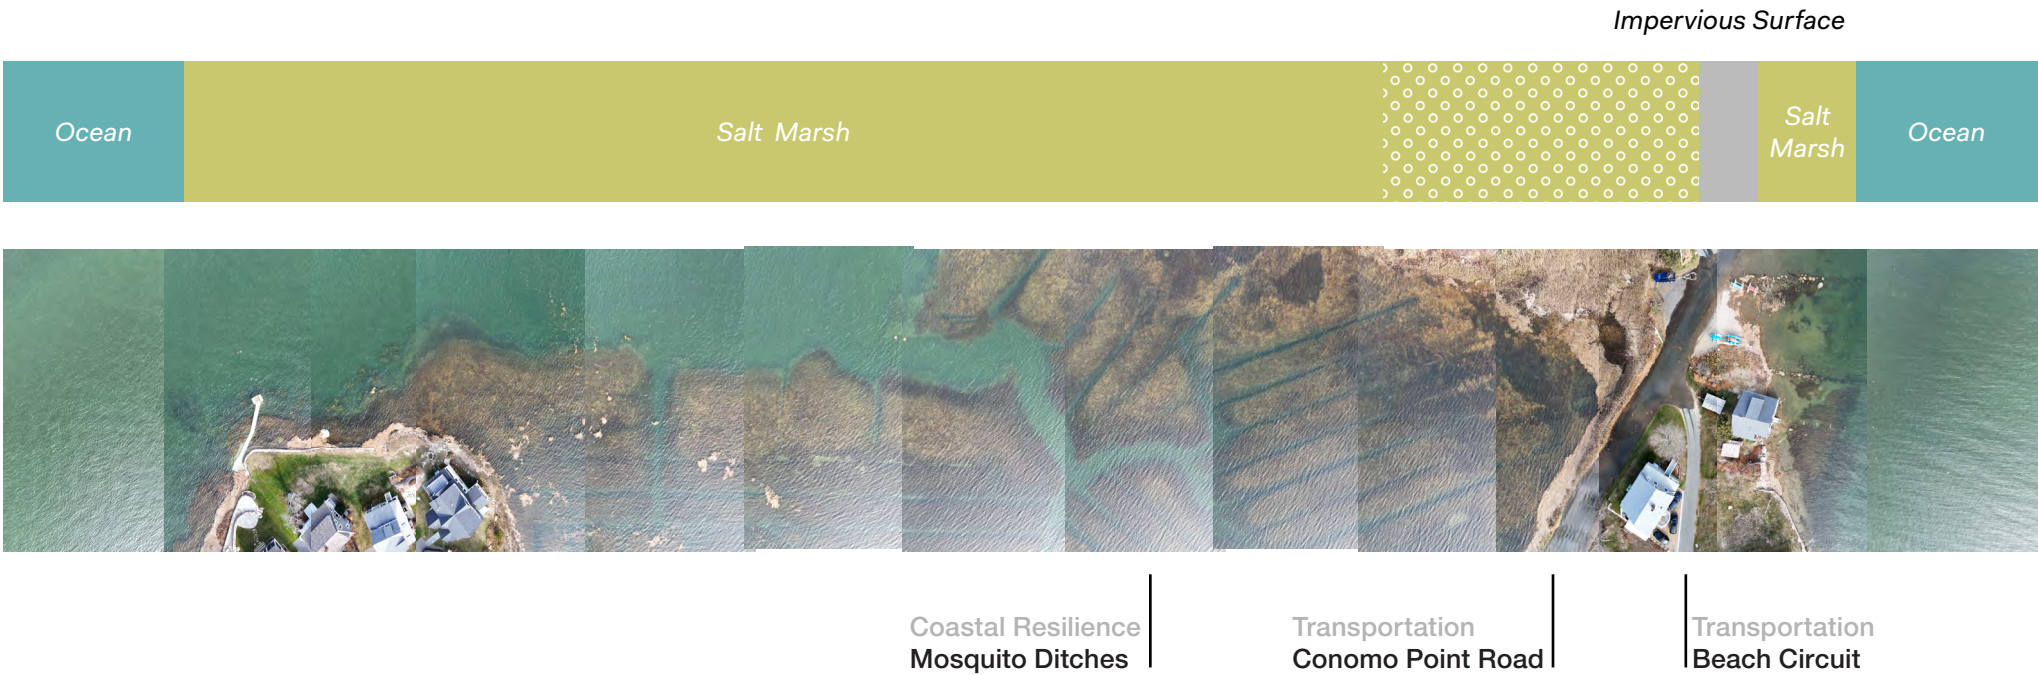 Impervious Surface
Ocean
Salt Marsh
Salt
Marsh
Ocean
Coastal Resilience
Mosquito Ditches
Transportation
Conomo Point Road
Transportation
Beach Circuit